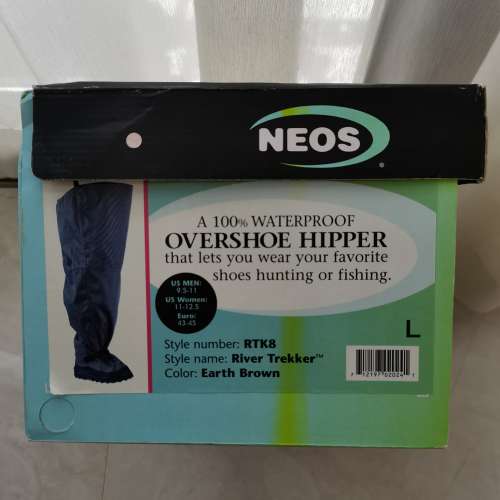 NEOS
A 100% WATERPROOF
OVERSHOE HIPPER
that lets you wear your favorite
shoes hunting or fishing.
US MEN:
9.5-11
US Women:
11-12.5
Euro:
43-45
Style number: RTK8
Style name: River Trekker™
Color: Earth Brown
L